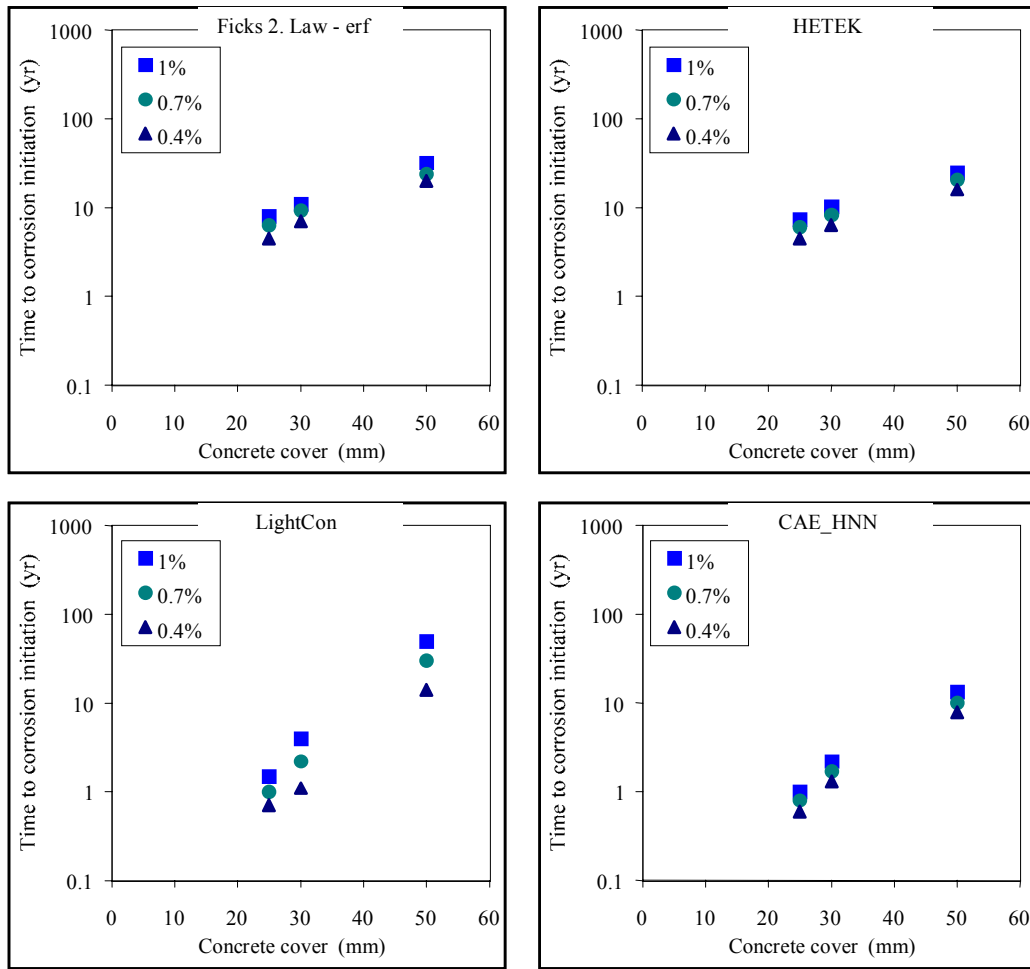 Ficks 2. Law - erf
1%
0.7%
0.4%
Time to corrosion initiation (yr)
1000
100
10
1
0.1
0 10 20 30 40 50 60
Concrete cover (mm)
HETEK
1%
0.7%
0.4%
Time to corrosion initiation (yr)
1000
100
10
1
0.1
0 10 20 30 40 50 60
Concrete cover (mm)
LightCon
1%
0.7%
0.4%
Time to corrosion initiation (yr)
1000
100
10
1
0.1
0 10 20 30 40 50 60
Concrete cover (mm)
CAE_HNN
1%
0.7%
0.4%
Time to corrosion initiation (yr)
1000
100
10
1
0.1
0 10 20 30 40 50 60
Concrete cover (mm)